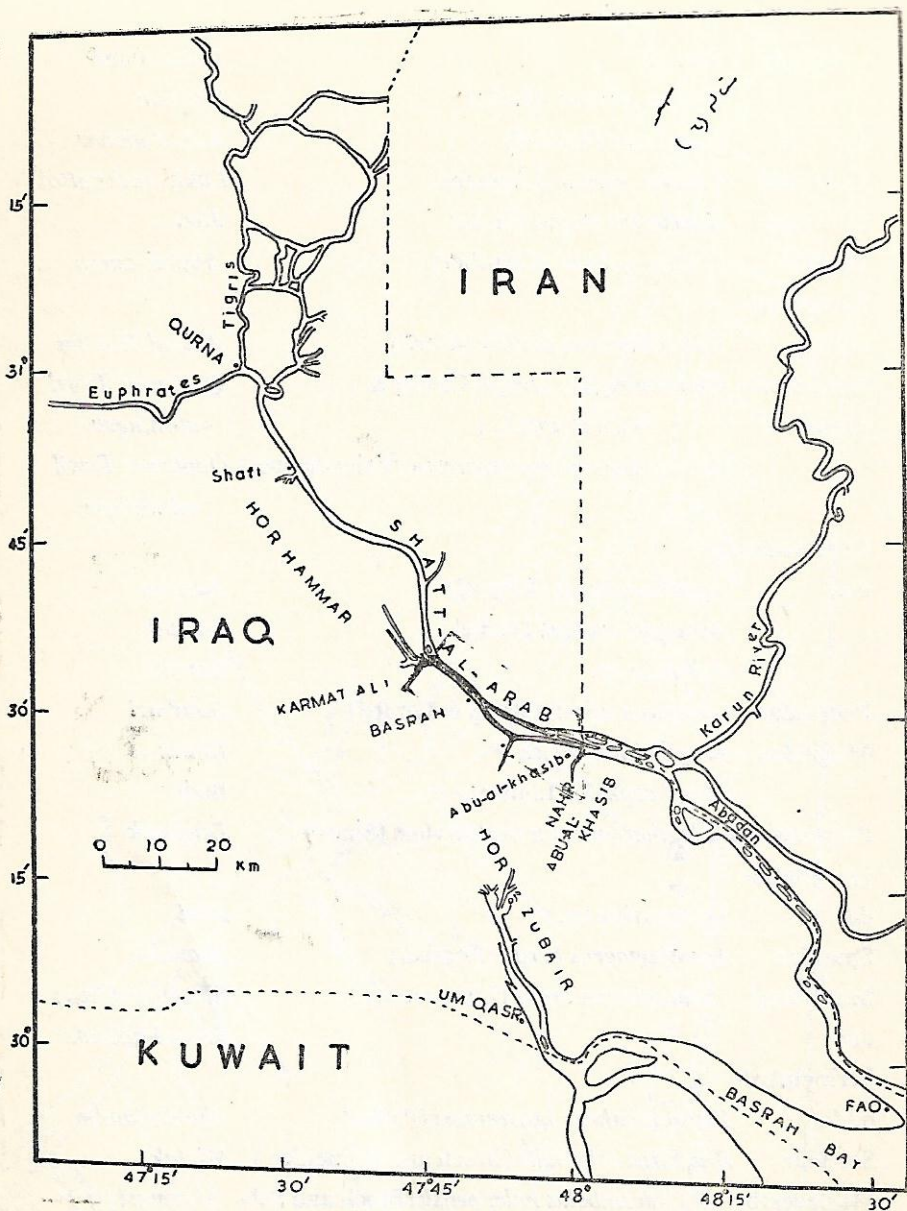 IRAN
15'
Tigris
QURNA
31°
Euphrates
Shafi
HOR HAMMAR
45'
SHATT-AL-ARAB
IRAQ
KARMAT ALI
BASRAH
30'
Karun River
Abu-al-khasib
NAHR
ABU-AL-
KHASIB
Abadan
0 10 20
Km
15'
HOR ZUBAIR
UM QASR
30°
KUWAIT
BASRAH BAY
FAO
47°15' 30' 47°45' 48° 48°15' 30'